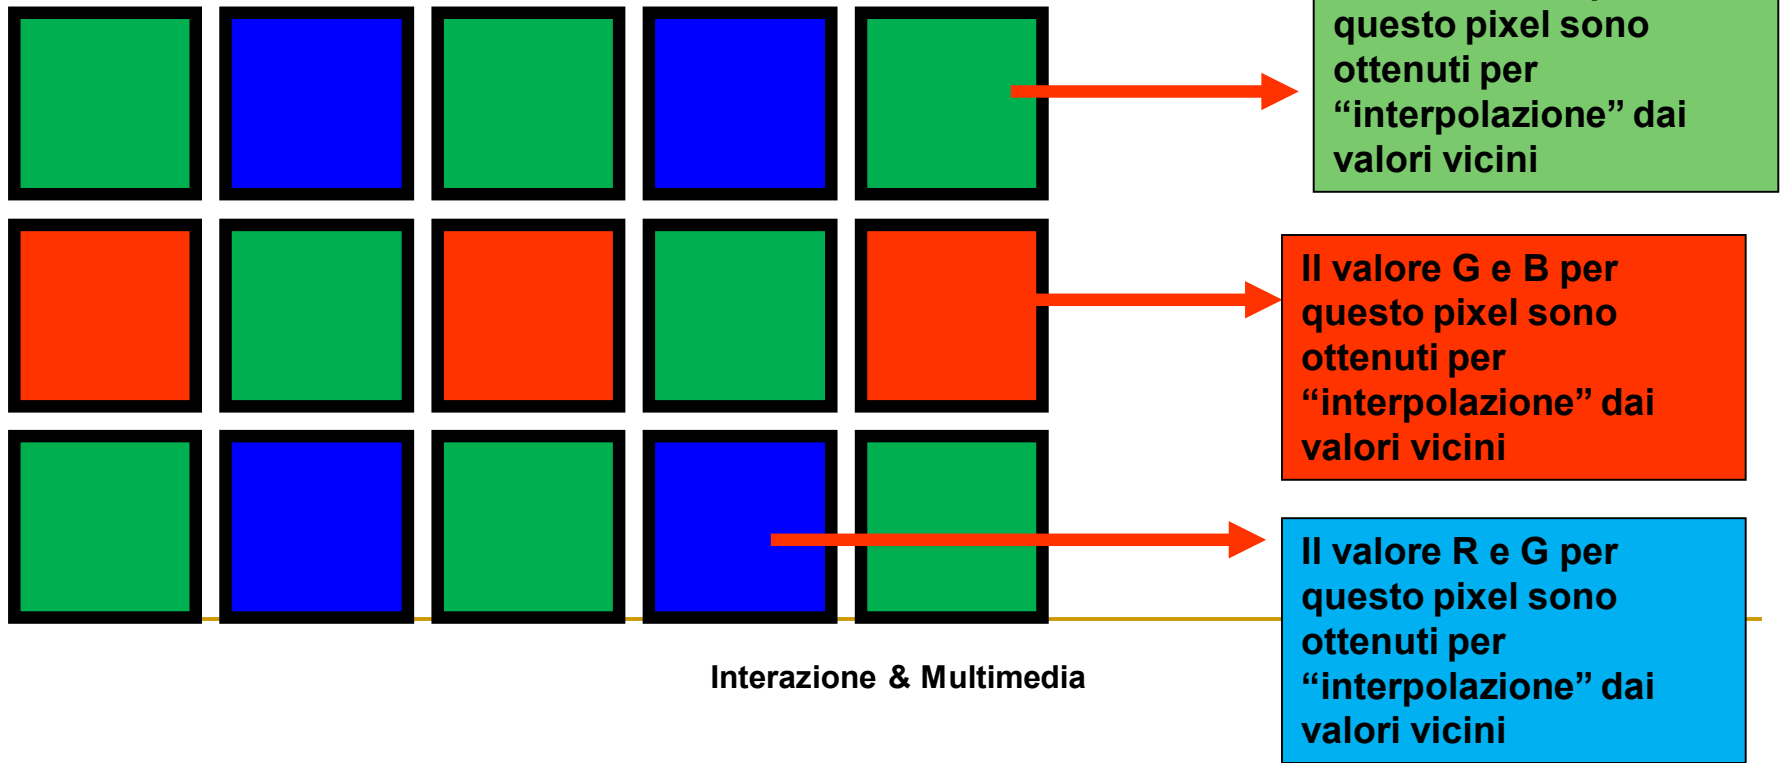 questo pixel sono
ottenuti per
“interpolazione” dai
valori vicini
Il valore G e B per
questo pixel sono
ottenuti per
“interpolazione” dai
valori vicini
Il valore R e G per
questo pixel sono
ottenuti per
“interpolazione” dai
valori vicini
Interazione & Multimedia